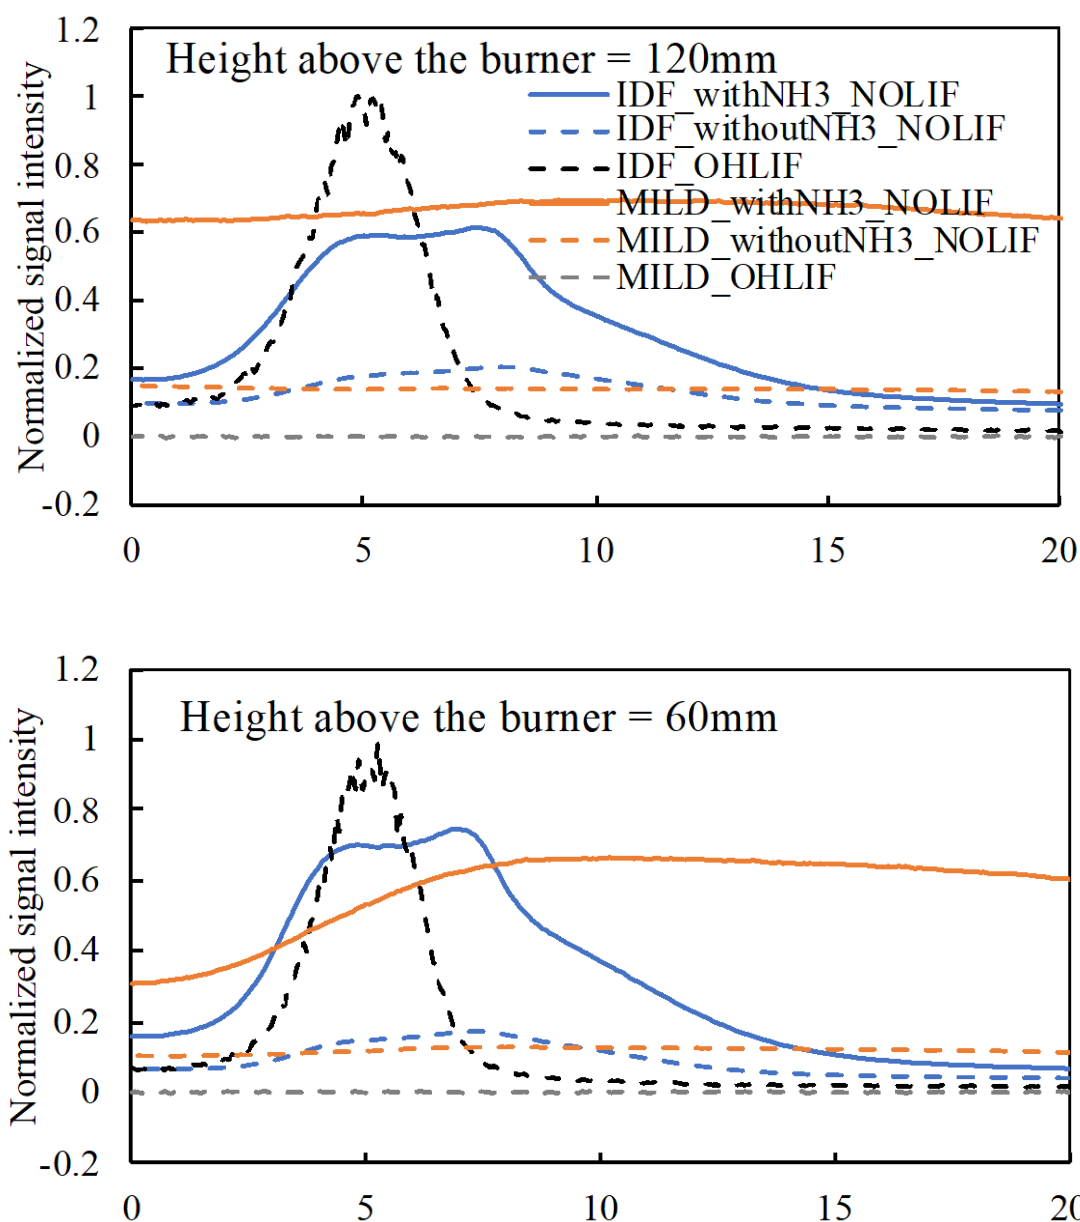 1.2
Height above the burner = 120mm
1
IDF_withNH3_NOLIF
IDF_withoutNH3_NOLIF
0.8
IDF_OHLIF
MILD_withNH3_NOLIF
0.6
MILD_withoutNH3_NOLIF
MILD_OHLIF
0.4
0.2
0
-0.2
Normalized signal intensity
0 5 10 15 20
1.2
Height above the burner = 60mm
1
0.8
0.6
0.4
0.2
0
-0.2
Normalized signal intensity
0 5 10 15 20